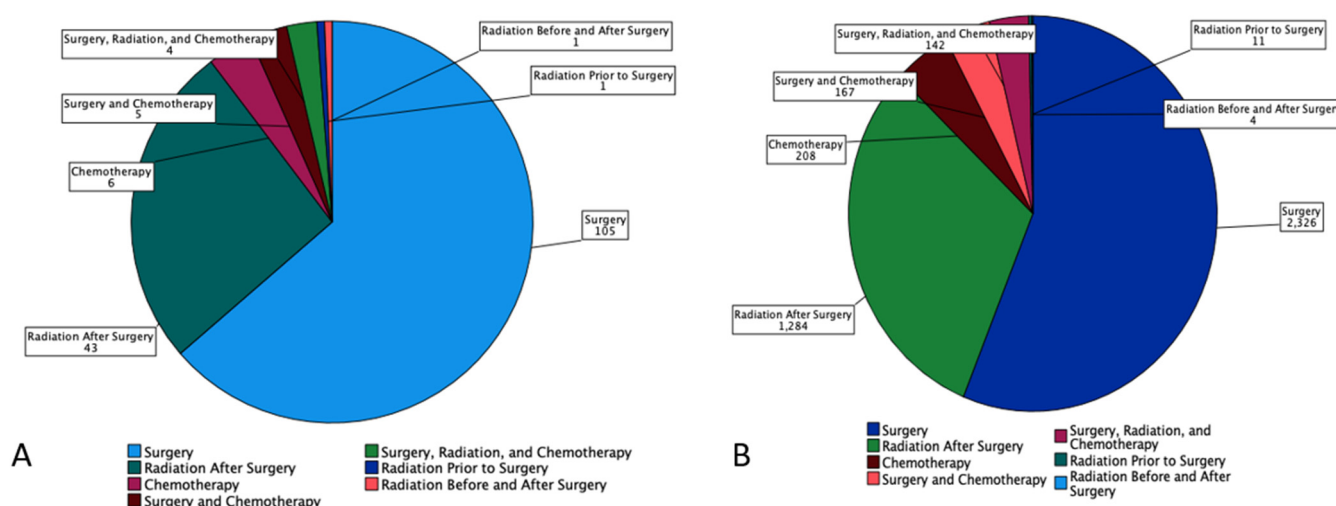 Surgery, Radiation, and Chemotherapy
4
Radiation Before and After Surgery
1
Radiation Prior to Surgery
1
Surgery and Chemotherapy
5
Chemotherapy
6
Surgery
105
Radiation After Surgery
43
A
Surgery
Radiation After Surgery
Chemotherapy
Surgery and Chemotherapy
Surgery, Radiation, and Chemotherapy
Radiation Prior to Surgery
Radiation Before and After Surgery
Surgery, Radiation, and Chemotherapy
142
Radiation Prior to Surgery
11
Surgery and Chemotherapy
167
Radiation Before and After Surger
4
Chemotherapy
208
Surgery
2,326
Radiation After Surgery
1,284
B
Surgery
Radiation After Surgery
Chemotherapy
Surgery and Chemotherapy
Surgery, Radiation, and
Chemotherapy
Radiation Prior to Surgery
Radiation Before and After
Surgery